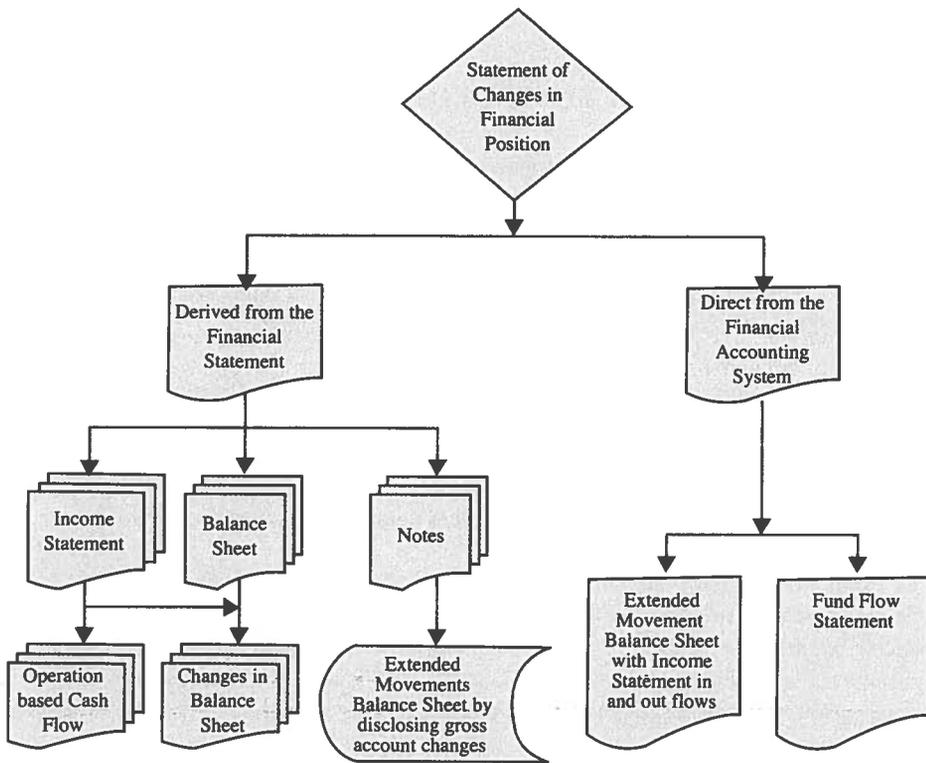 Statement of
Changes in
Financial
Position
Derived from the
Financial
Statement
Direct from the
Financial
Accounting
System
Income
Statement
Balance
Sheet
Notes
Extended
Movement
Balance Sheet
with Income
Statement in
and out flows
Fund Flow
Statement
Operation
based Cash
Flow
Changes in
Balance
Sheet
Extended
Movements
Balance Sheet by
disclosing gross
account changes